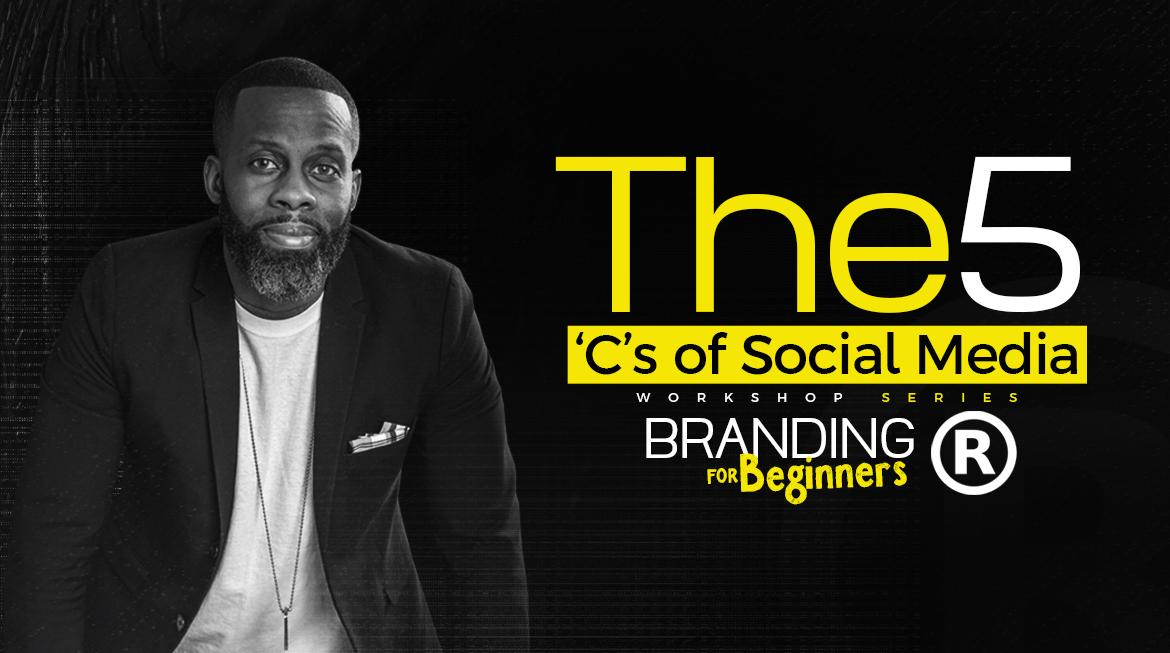 The5
‘C’s of Social Media
WORKSHOP SERIES
BRANDING
FOR Beginners
®